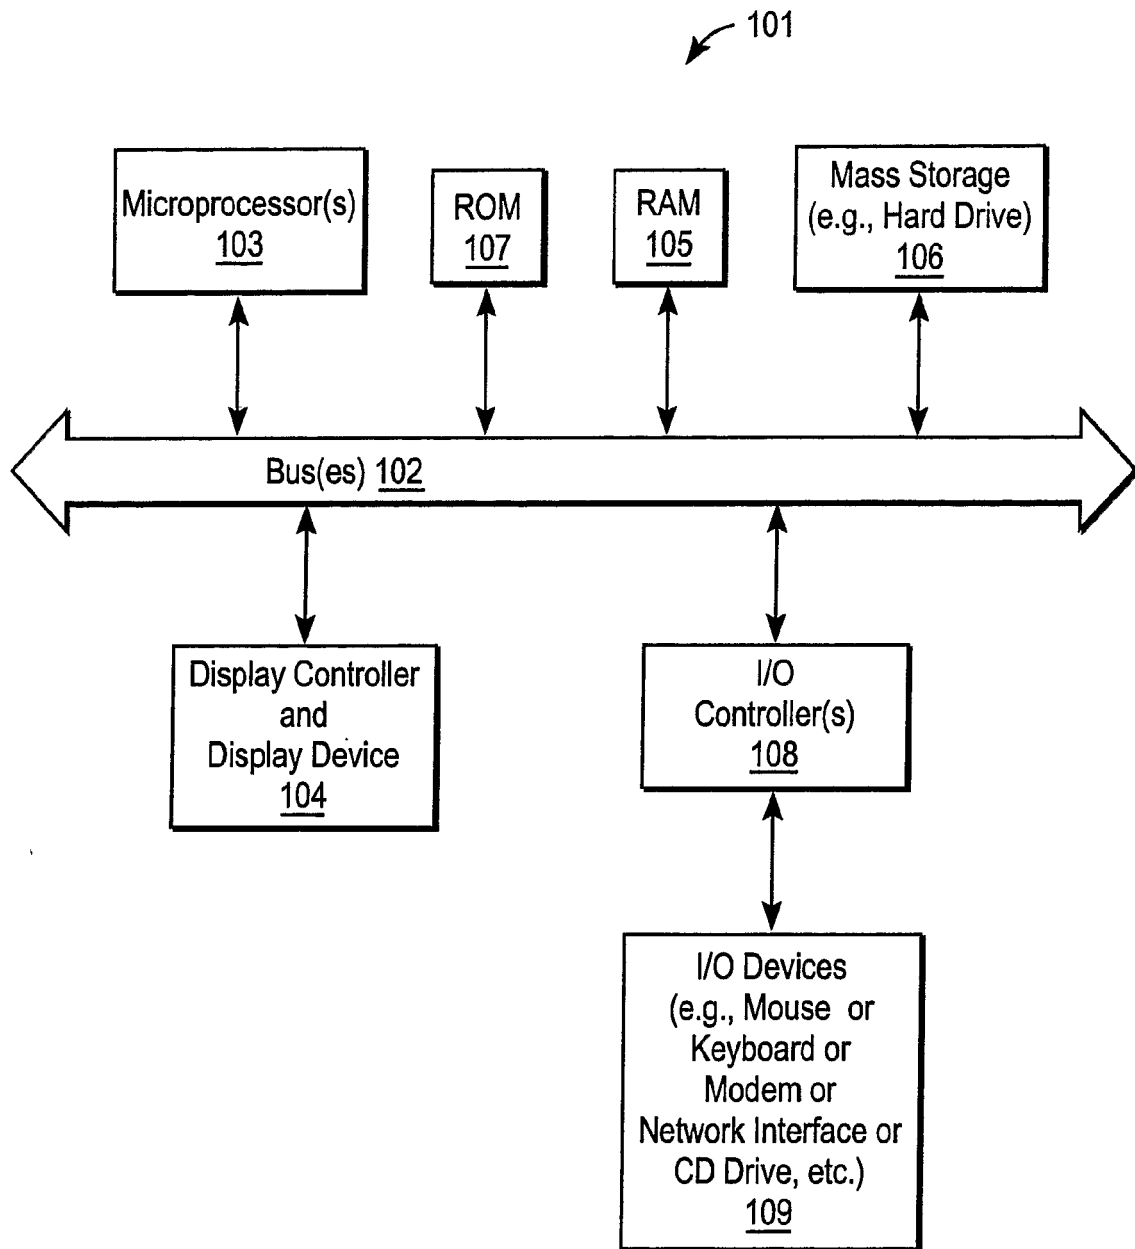 101
Microprocessor(s)
103
ROM
107
RAM
105
Mass Storage
(e.g., Hard Drive)
106
Bus(es) 102
Display Controller
and
Display Device
104
I/O
Controller(s)
108
I/O Devices
(e.g., Mouse or
Keyboard or
Modem or
Network Interface or
CD Drive, etc.)
109